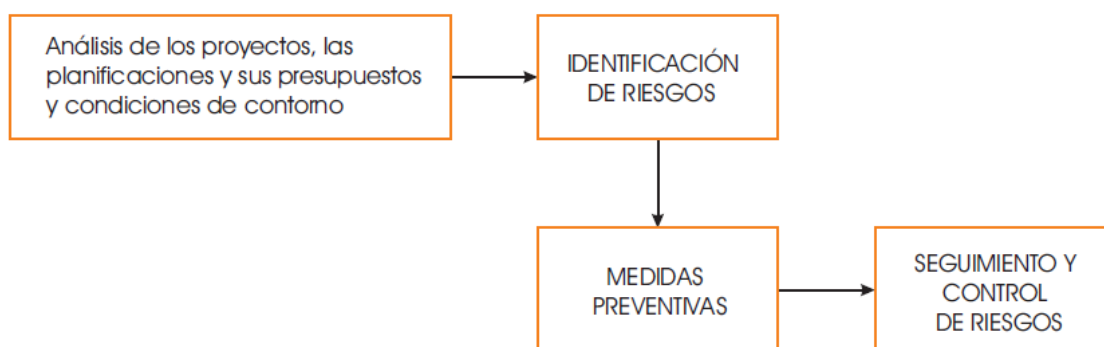 Análisis de los proyectos, las
planificaciones y sus presupuestos
y condiciones de contorno
IDENTIFICACIÓN
DE RIESGOS
MEDIDAS
PREVENTIVAS
SEGUIMIENTO Y
CONTROL
DE RIESGOS